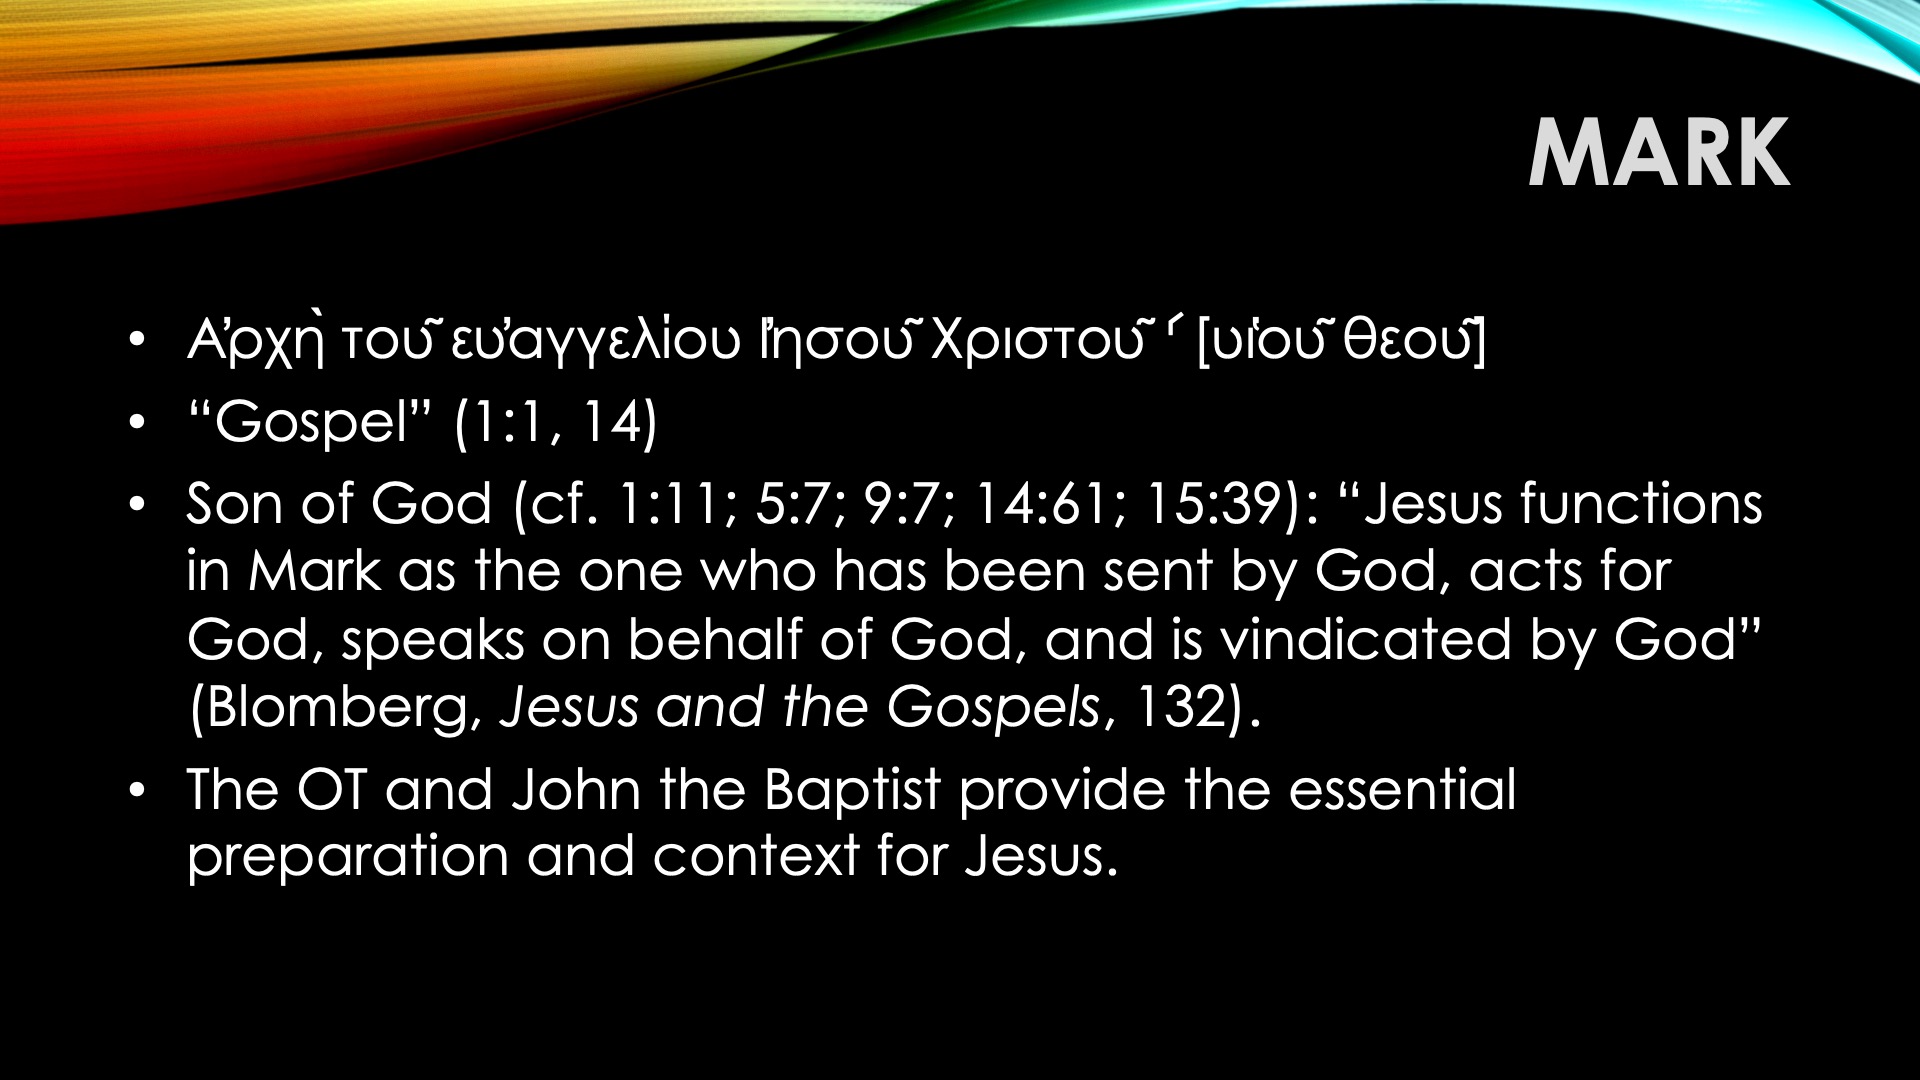 MARK
• Ἀρχὴ τοῦ εὐαγγελίου Ἰησοῦ Χριστοῦ ῞ [υἱοῦ θεοῦ]
• “Gospel” (1:1, 14)
• Son of God (cf. 1:11; 5:7; 9:7; 14:61; 15:39): “Jesus functions
in Mark as the one who has been sent by God, acts for
God, speaks on behalf of God, and is vindicated by God”
(Blomberg, Jesus and the Gospels, 132).
• The OT and John the Baptist provide the essential
preparation and context for Jesus.